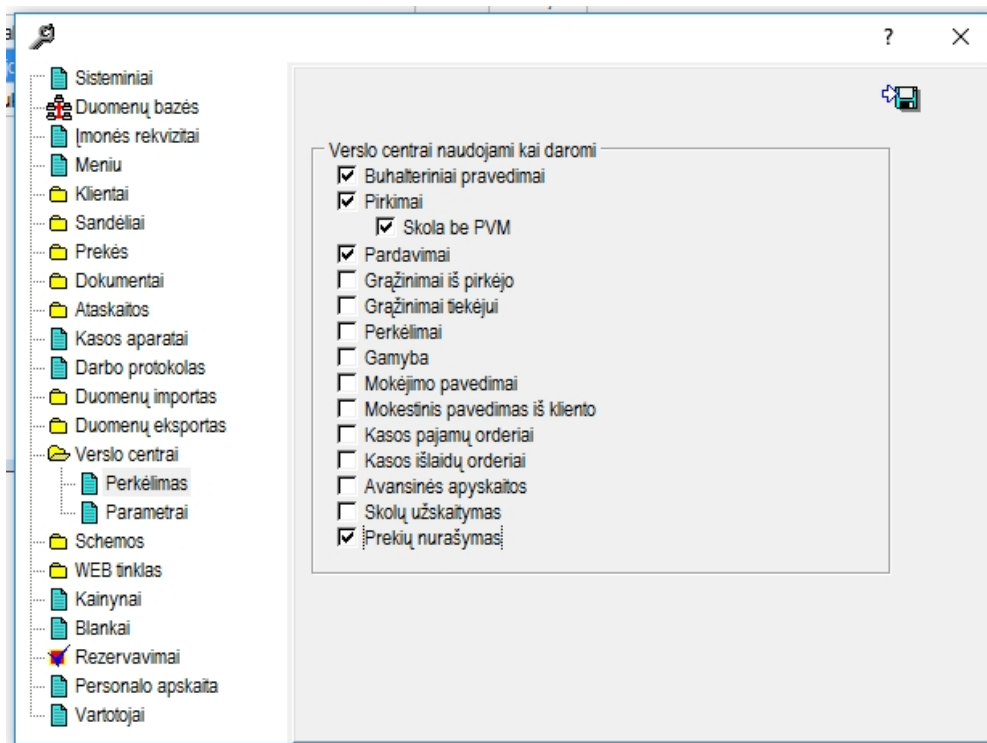 ?
Sisteminiai
Duomenų bazės
Įmonės rekvizitai
Meniu
Klientai
Sandėliai
Prekės
Dokumentai
Ataskaitos
Kasos aparatai
Darbo protokolas
Duomenų importas
Duomenų eksportas
Verslo centrai
Perkėlimas
Parametrai
Schemos
WEB tinklas
Kainynai
Blankai
Rezervavimai
Personalo apskaita
Vartotojai
Verslo centrai naudojami kai daromi
Buhalteriniai pravedimai
Pirkimai
Skola be PVM
Pardavimai
Grąžinimai iš pirkėjo
Grąžinimai tiekėjui
Perkėlimai
Gamyba
Mokėjimo pavedimai
Mokestinis pavedimas iš kliento
Kasos pajamų orderiai
Kasos išlaidų orderiai
Avansinės apyskaitos
Skolų užskaitymas
Prekių nurašymas